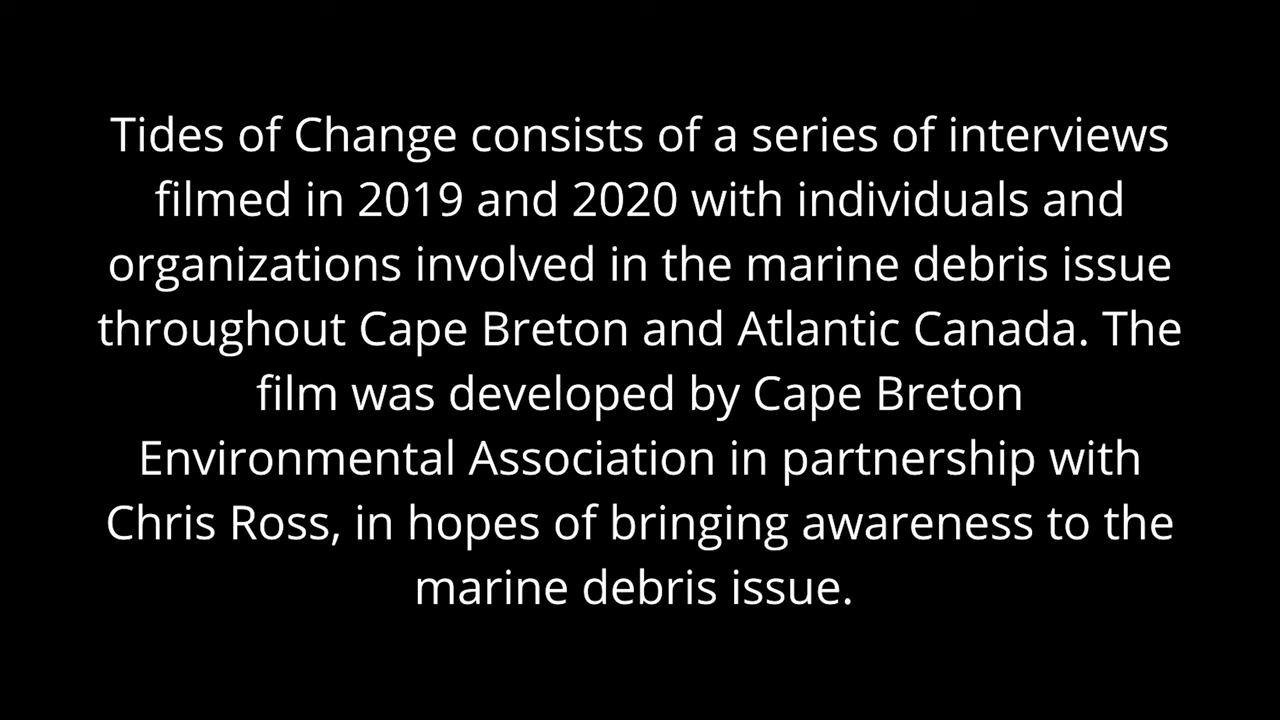 Tides of Change consists of a series of interviews
filmed in 2019 and 2020 with individuals and
organizations involved in the marine debris issue
throughout Cape Breton and Atlantic Canada. The
film was developed by Cape Breton
Environmental Association in partnership with
Chris Ross, in hopes of bringing awareness to the
marine debris issue.